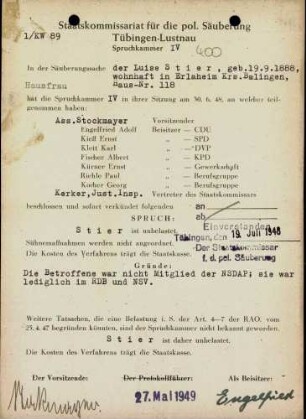 Staatskommissariat für die pol. Säuberung
Tübingen-Lustnau
1/KW 89
Spruchkammer IV
400
In der Säuberungssache der Luise Stier, geb.19.9.1888,
wohnhaft in Erlaheim Krs.Balingen,
Hausfrau Haus-Nr. 118
hat die Spruchkammer IV in ihrer Sitzung am 30.6.48, an welcher teil-
genommen haben:
Ass.Stockmayer Vorsitzender
Engelfried Adolf Beisitzer — CDU
Kieß Ernst „ — SPD
Klett Karl „ — DVP
Fischer Albert „ — KPD
Kürner Ernst „ — Gewerkschaft
Riehle Paul „ — Berufsgruppe
Kocher Georg „ — Berufsgruppe
Kerker,Just.Insp. Vertreter des Staatskommissars
beschlossen und sofort verkündet folgenden
an
SPRUCH: ab
Stier ist unbelastet.
Einverstanden
Tübingen, den 19. Juli 1948
Sühnemaßnahmen werden nicht angeordnet.
Der Staatskommissar
Die Kosten des Verfahrens trägt die Staatskasse.
f. d. pol. Säuberung
Gründe:
Die Betroffene war nicht Mitglied der NSDAP; sie war
lediglich im RDB und NSV.
Weitere Tatsachen, die eine Belastung i. S. der Art. 4—7 der RAO. vom
25.4.47 begründen könnten, sind der Spruchkammer nicht bekannt geworden.
Stier ist daher unbelastet.
Die Kosten des Verfahrens trägt die Staatskasse.
Der Vorsitzende: Der Protokollführer: Als Beisitzer:
27. Mai 1949
Engelfried